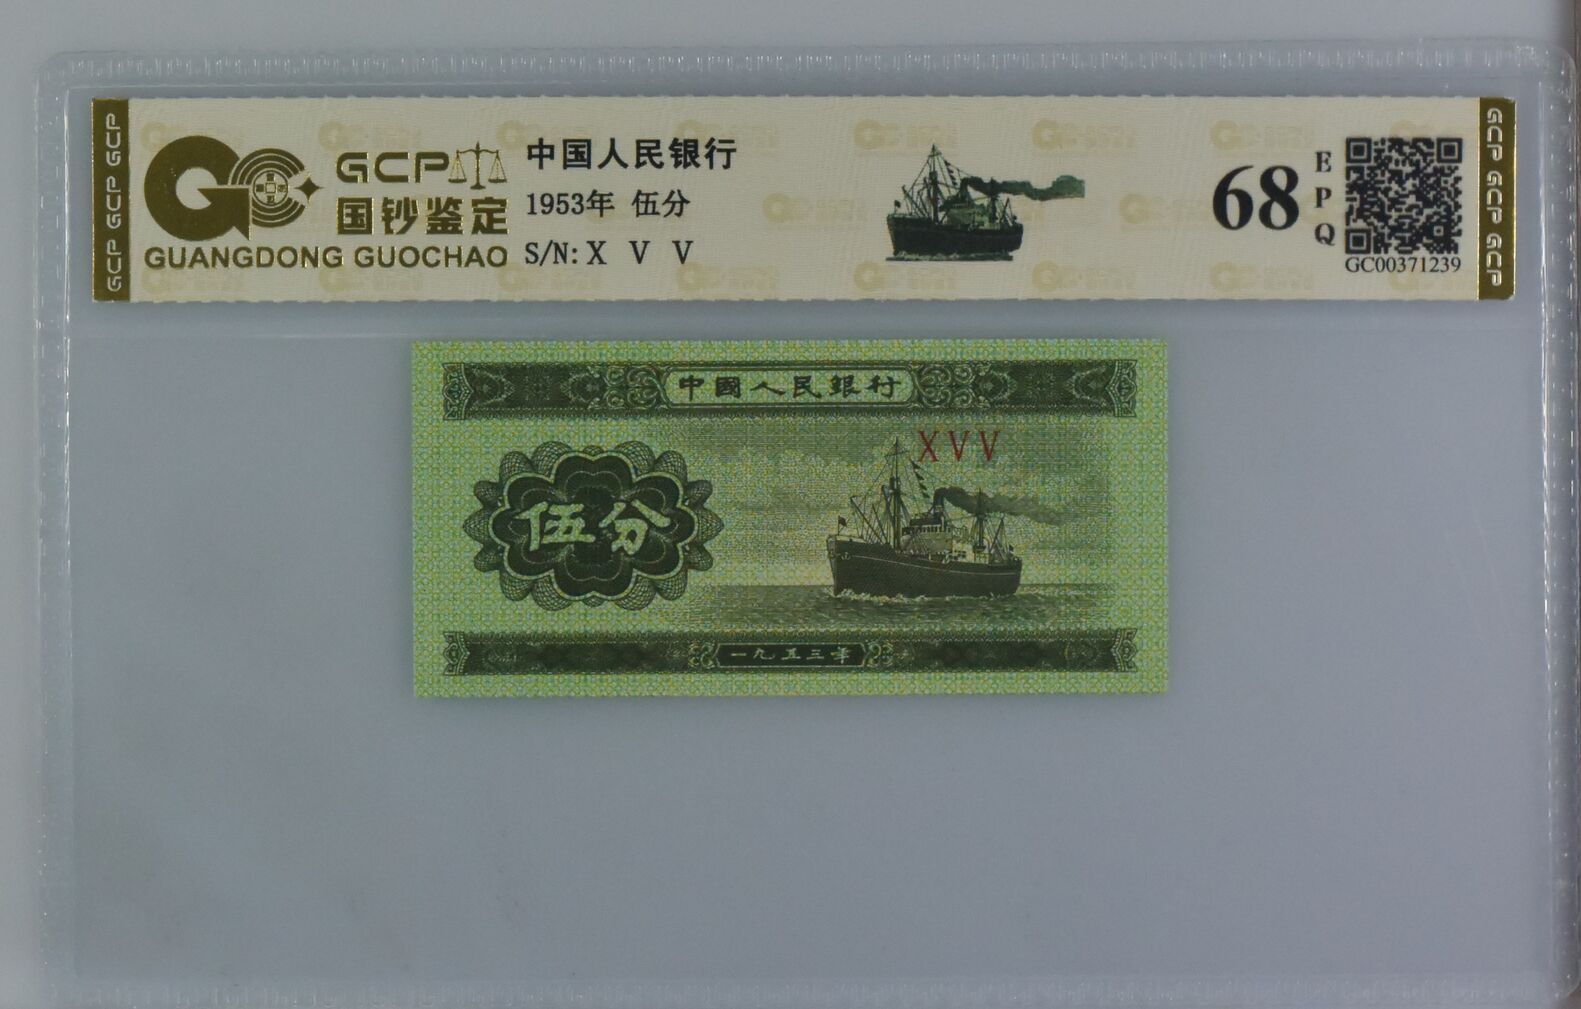 GCP GCP GCP
GCP
国钞鉴定
GUANGDONG GUOCHAO
中国人民银行
1953年 伍分
S/N: X V V
68
EPQ
GC00371239
GCP GCP GCP
中國人民銀行
XVV
伍分
一九五三年